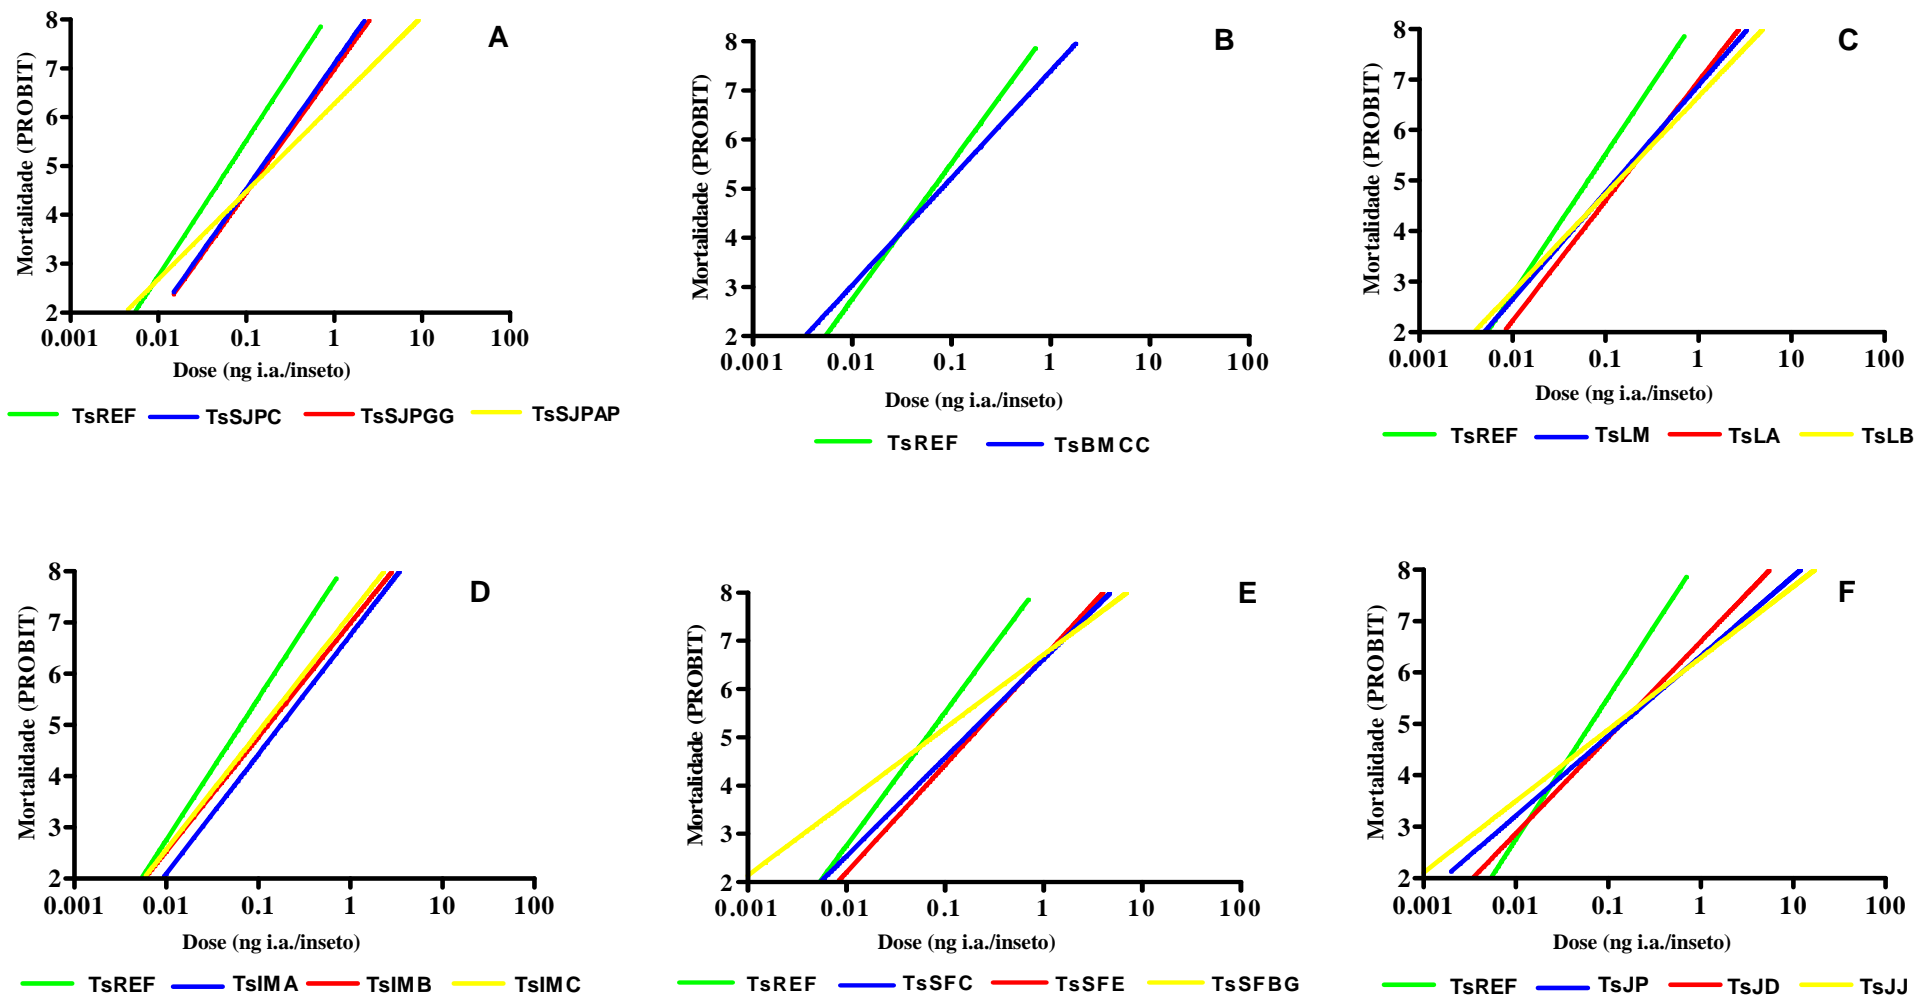 A
8
7
6
5
4
3
2
Mortalidade (PROBIT)
0.001 0.01 0.1 1 10 100
Dose (ng i.a./inseto)
TsREF TsSJPC TsSJPGG TsSJPAP
B
8
7
6
5
4
3
2
Mortalidade (PROBIT)
0.001 0.01 0.1 1 10 100
Dose (ng i.a./inseto)
TsREF TsBMCC
C
8
7
6
5
4
3
2
Mortalidade (PROBIT)
0.001 0.01 0.1 1 10 100
Dose (ng i.a./inseto)
TsREF TsLM TsLA TsLB
D
8
7
6
5
4
3
2
Mortalidade (PROBIT)
0.001 0.01 0.1 1 10 100
Dose (ng i.a./inseto)
TsREF TsIMA TsIMB TsIMC
E
8
7
6
5
4
3
2
Mortalidade (PROBIT)
0.001 0.01 0.1 1 10 100
Dose (ng i.a./inseto)
TsREF TsSFC TsSFE TsSFBG
F
8
7
6
5
4
3
2
Mortalidade (PROBIT)
0.001 0.01 0.1 1 10 100
Dose (ng i.a./inseto)
TsREF TsJP TsJD TsJJ